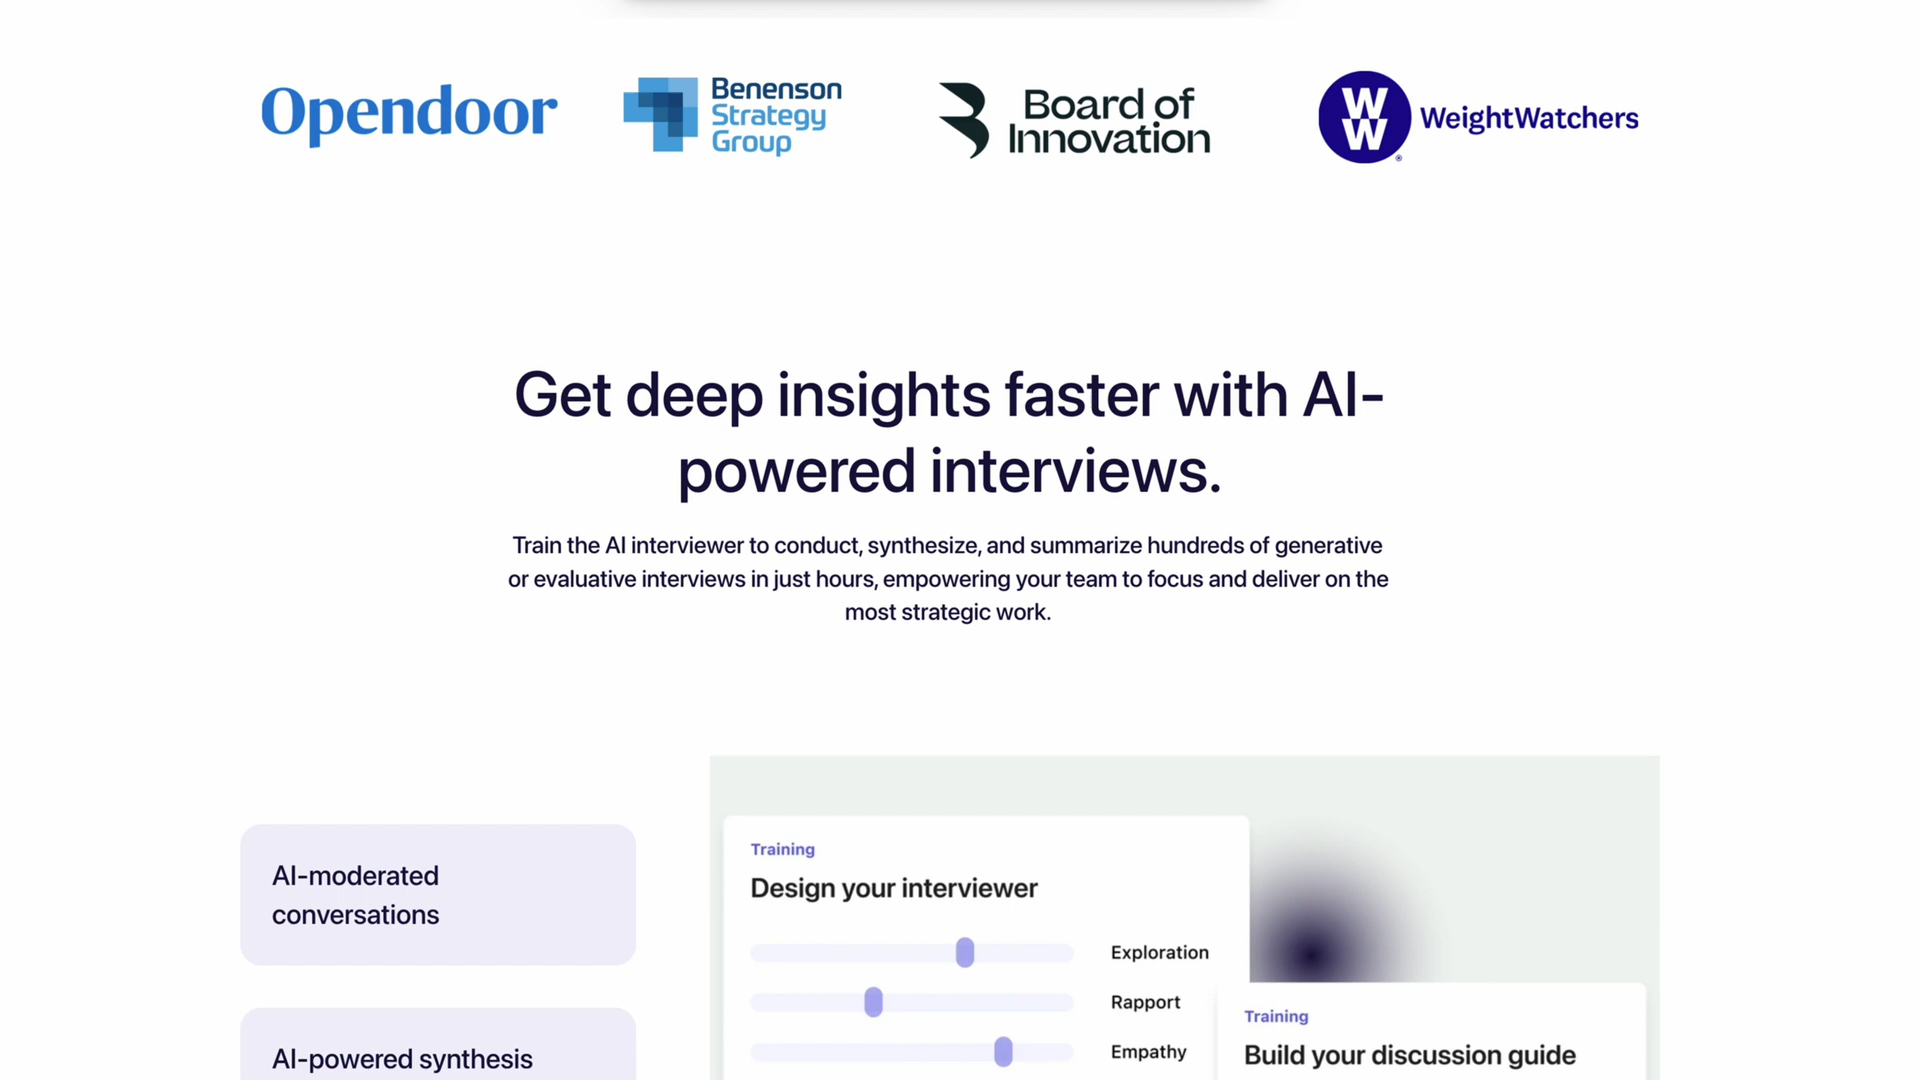 Opendoor
Benenson
Strategy
Group
Board of
Innovation
WW
WeightWatchers
®
Get deep insights faster with AI-
powered interviews.
Train the AI interviewer to conduct, synthesize, and summarize hundreds of generative
or evaluative interviews in just hours, empowering your team to focus and deliver on the
most strategic work.
AI-moderated
conversations
AI-powered synthesis
Training
Design your interviewer
Exploration
Rapport
Empathy
Training
Build your discussion guide